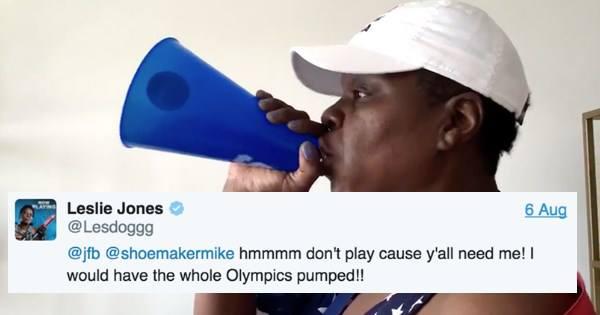 NOW
PLAYING
Leslie Jones
6 Aug
@Lesdoggg
@jfb @shoemakermike hmmmm don't play cause y'all need me! I
would have the whole Olympics pumped!!